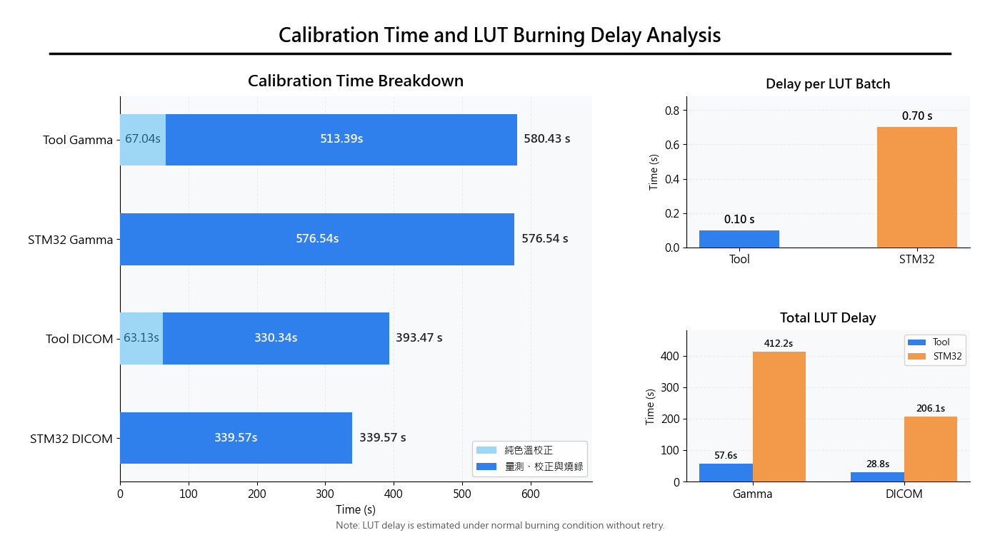 Calibration Time and LUT Burning Delay Analysis
Calibration Time Breakdown
Tool Gamma
67.04s
513.39s
580.43 s
STM32 Gamma
576.54s
576.54 s
Tool DICOM
63.13s
330.34s
393.47 s
STM32 DICOM
339.57s
339.57 s
純色溫校正
量測、校正與燒錄
0 100 200 300 400 500 600
Time (s)
Delay per LUT Batch
0.8
0.6
0.4
0.2
0.0
Time (s)
0.10 s
0.70 s
Tool STM32
Total LUT Delay
Tool
STM32
400
300
200
100
0
Time (s)
57.6s
412.2s
28.8s
206.1s
Gamma DICOM
Note: LUT delay is estimated under normal burning condition without retry.